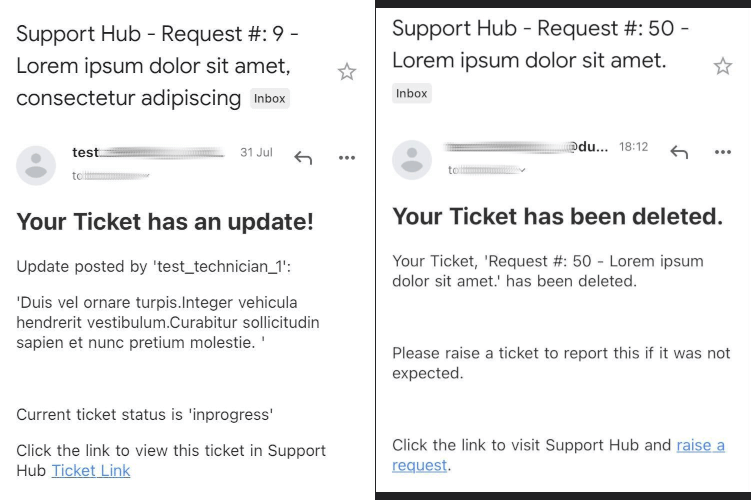 Support Hub - Request #: 9 -
Lorem ipsum dolor sit amet,
consectetur adipiscing Inbox
test 31 Jul
to
Your Ticket has an update!
Update posted by 'test_technician_1':
'Duis vel ornare turpis.Integer vehicula
hendrerit vestibulum.Curabitur sollicitudin
sapien et nunc pretium molestie. '
Current ticket status is 'inprogress'
Click the link to view this ticket in Support
Hub Ticket Link
Support Hub - Request #: 50 -
Lorem ipsum dolor sit amet.
Inbox
@du... 18:12
to
Your Ticket has been deleted.
Your Ticket, 'Request #: 50 - Lorem ipsum
dolor sit amet.' has been deleted.
Please raise a ticket to report this if it was not
expected.
Click the link to visit Support Hub and raise a
request.